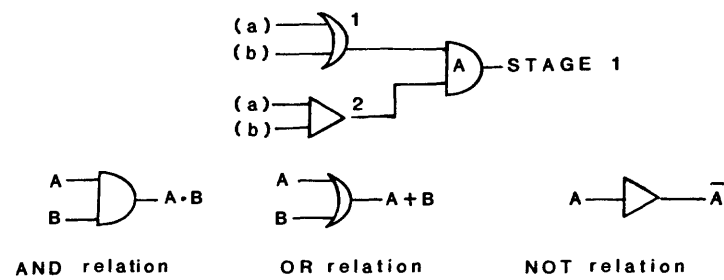 (a) 1
(b)
A STAGE 1
(a) 2
(b)
A
B
A·B
A
B
A+B
A
A̅
AND relation
OR relation
NOT relation